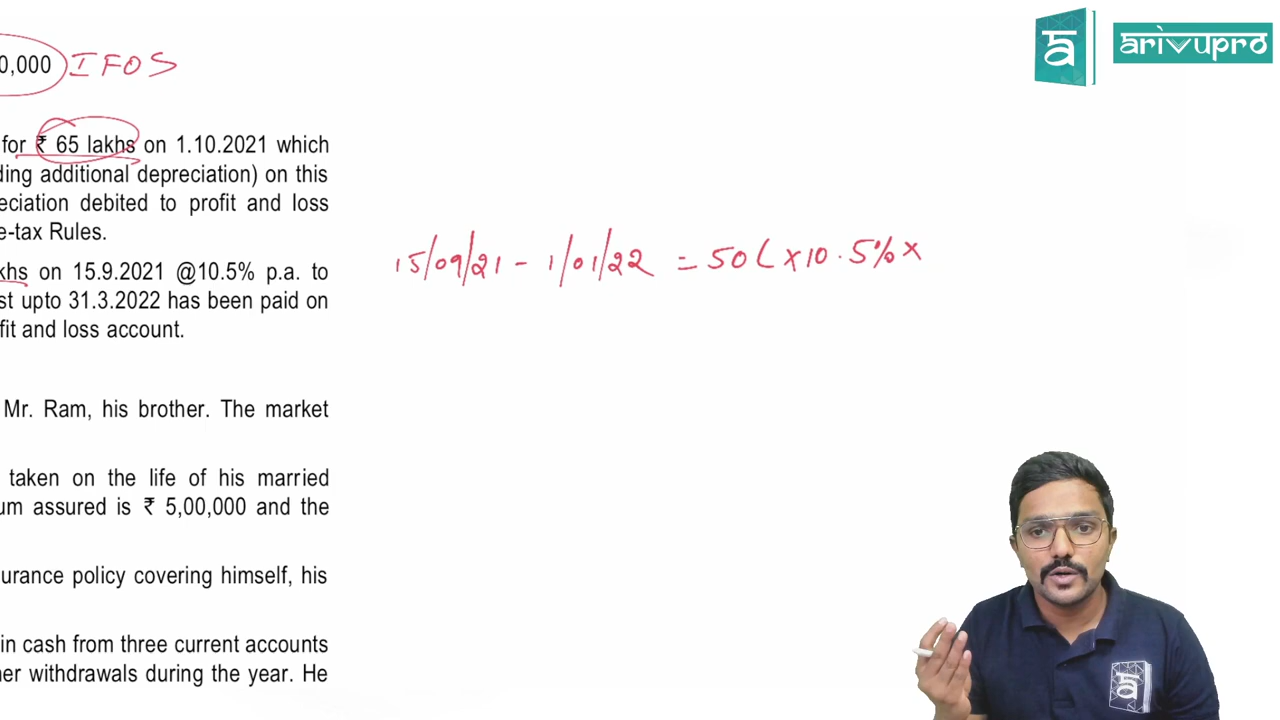 0,000 IFOS
arivupro
for ₹ 65 lakhs on 1.10.2021 which
ding additional depreciation) on this
eciation debited to profit and loss
e-tax Rules.
15/09/21 - 1/01/22 = 50L × 10.5% ×
khs on 15.9.2021 @10.5% p.a. to
st upto 31.3.2022 has been paid on
fit and loss account.
Mr. Ram, his brother. The market
taken on the life of his married
um assured is ₹ 5,00,000 and the
urance policy covering himself, his
in cash from three current accounts
ner withdrawals during the year. He